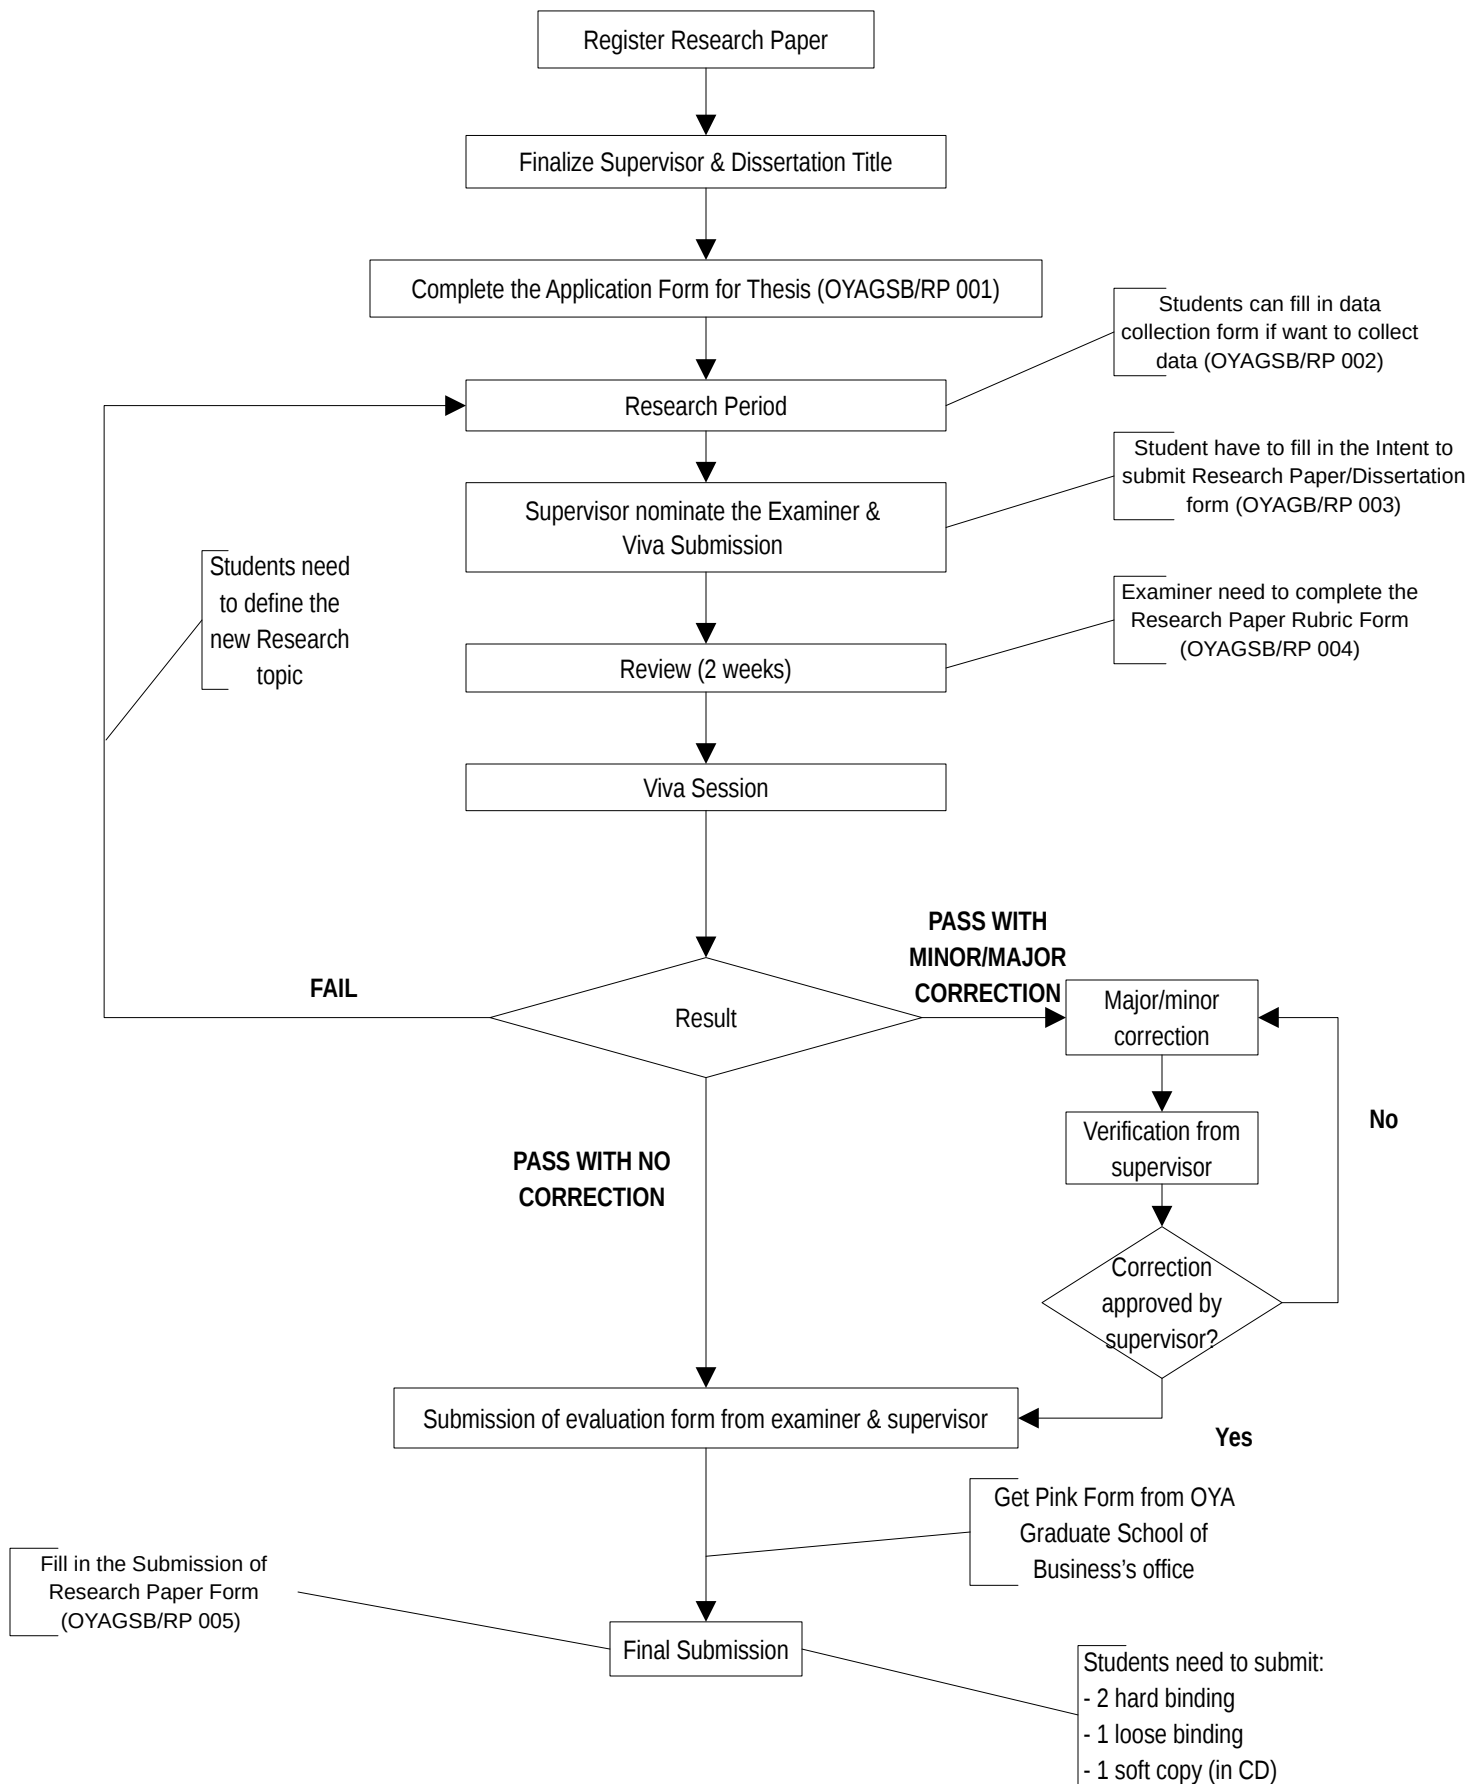 Register Research Paper
Finalize Supervisor & Dissertation Title
Complete the Application Form for Thesis (OYAGSB/RP 001)
Students can fill in data
collection form if want to collect
data (OYAGSB/RP 002)
Research Period
Student have to fill in the Intent to
submit Research Paper/Dissertation
form (OYAGB/RP 003)
Supervisor nominate the Examiner &
Viva Submission
Students need
to define the
new Research
topic
Examiner need to complete the
Research Paper Rubric Form
(OYAGSB/RP 004)
Review (2 weeks)
Viva Session
PASS WITH
MINOR/MAJOR
CORRECTION
FAIL
Result
Major/minor
correction
No
Verification from
supervisor
PASS WITH NO
CORRECTION
Correction
approved by
supervisor?
Submission of evaluation form from examiner & supervisor
Yes
Get Pink Form from OYA
Graduate School of
Business’s office
Fill in the Submission of
Research Paper Form
(OYAGSB/RP 005)
Final Submission
Students need to submit:
- 2 hard binding
- 1 loose binding
- 1 soft copy (in CD)